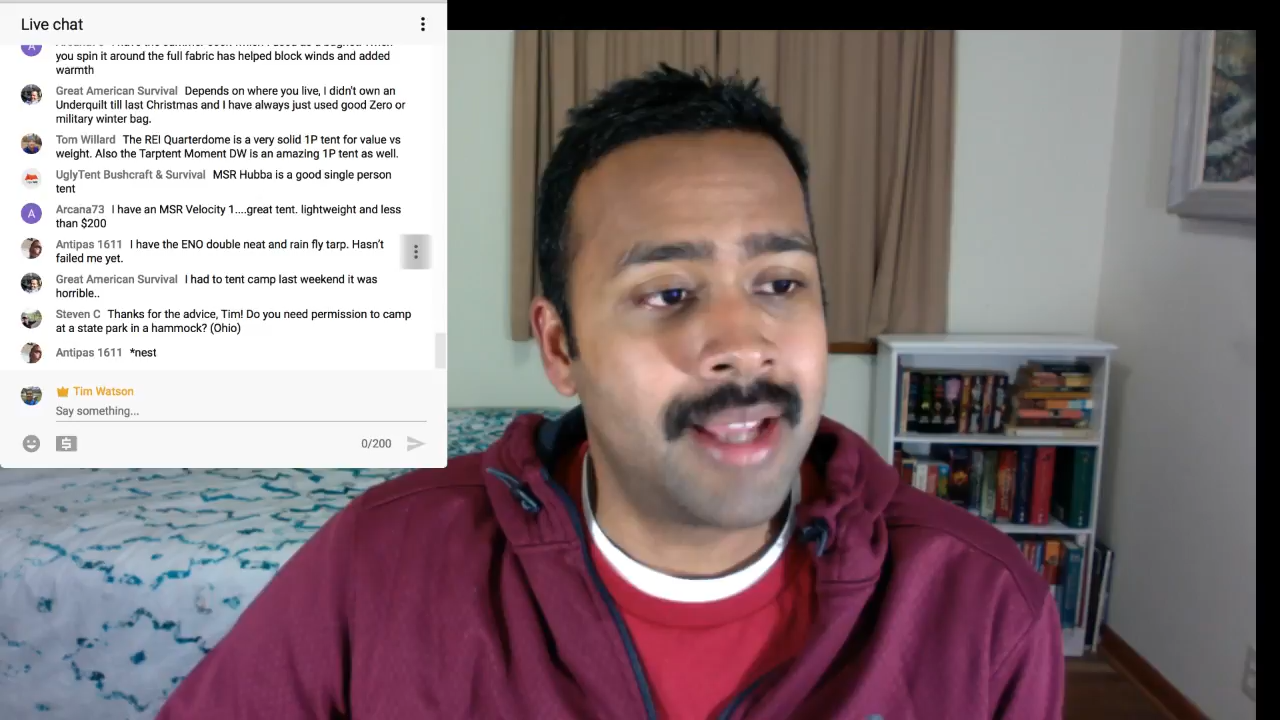 Live chat
you spin it around the full fabric has helped block winds and added
warmth
Great American Survival Depends on where you live, I didn't own an
Underquilt till last Christmas and I have always just used good Zero or
military winter bag.
Tom Willard The REI Quarterdome is a very solid 1P tent for value vs
weight. Also the Tarptent Moment DW is an amazing 1P tent as well.
UglyTent Bushcraft & Survival MSR Hubba is a good single person
tent
A Arcana73 I have an MSR Velocity 1....great tent. lightweight and less
than $200
Antipas 1611 I have the ENO double neat and rain fly tarp. Hasn't
failed me yet.
Great American Survival I had to tent camp last weekend it was
horrible..
Steven C Thanks for the advice, Tim! Do you need permission to camp
at a state park in a hammock? (Ohio)
Antipas 1611 *nest
Tim Watson
Say something...
0/200